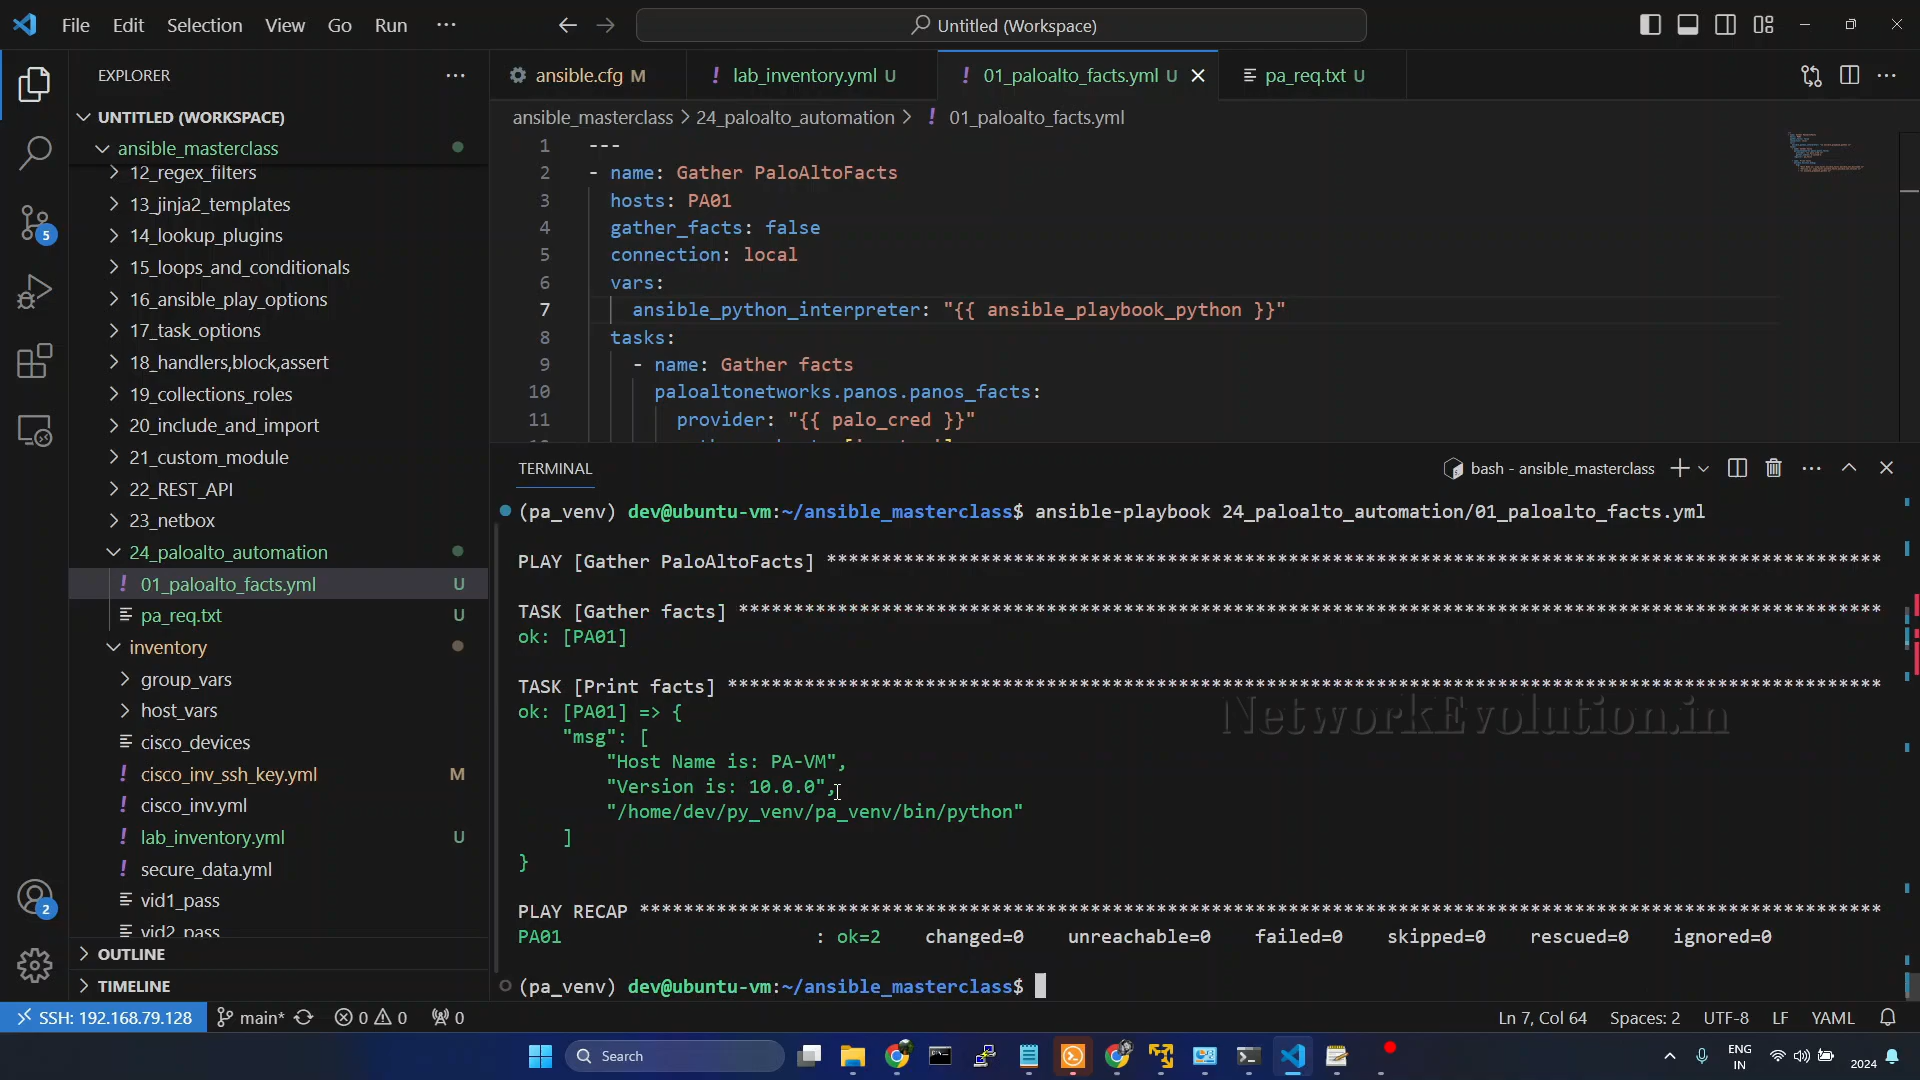 File Edit Selection View Go Run ···
Untitled (Workspace)
EXPLORER
UNTITLED (WORKSPACE)
ansible_masterclass
12_regex_filters
13_jinja2_templates
14_lookup_plugins
15_loops_and_conditionals
16_ansible_play_options
17_task_options
18_handlers,block,assert
19_collections_roles
20_include_and_import
21_custom_module
22_REST_API
23_netbox
24_paloalto_automation
01_paloalto_facts.yml U
pa_req.txt U
inventory
group_vars
host_vars
cisco_devices
cisco_inv_ssh_key.yml M
cisco_inv.yml
lab_inventory.yml U
secure_data.yml
vid1_pass
vid2_pass
OUTLINE
TIMELINE
5
2
ansible.cfg M
lab_inventory.yml U
01_paloalto_facts.yml U
pa_req.txt U
ansible_masterclass > 24_paloalto_automation > 01_paloalto_facts.yml
1 ---
2 - name: Gather PaloAltoFacts
3 hosts: PA01
4 gather_facts: false
5 connection: local
6 vars:
7 ansible_python_interpreter: "{{ ansible_playbook_python }}"
8 tasks:
9 - name: Gather facts
10 paloaltonetworks.panos.panos_facts:
11 provider: "{{ palo_cred }}"
TERMINAL
bash - ansible_masterclass
(pa_venv) dev@ubuntu-vm:~/ansible_masterclass$ ansible-playbook 24_paloalto_automation/01_paloalto_facts.yml
PLAY [Gather PaloAltoFacts] ************************************************************************************************
TASK [Gather facts] ********************************************************************************************************
ok: [PA01]
TASK [Print facts] *********************************************************************************************************
ok: [PA01] => {
"msg": [
"Host Name is: PA-VM",
"Version is: 10.0.0",
"/home/dev/py_venv/pa_venv/bin/python"
]
}
PLAY RECAP *****************************************************************************************************************
PA01 : ok=2 changed=0 unreachable=0 failed=0 skipped=0 rescued=0 ignored=0
(pa_venv) dev@ubuntu-vm:~/ansible_masterclass$
NetworkEvolution.in
SSH: 192.168.79.128 main* 0 0 0
Ln 7, Col 64 Spaces: 2 UTF-8 LF YAML
Search
ENG
IN
2024